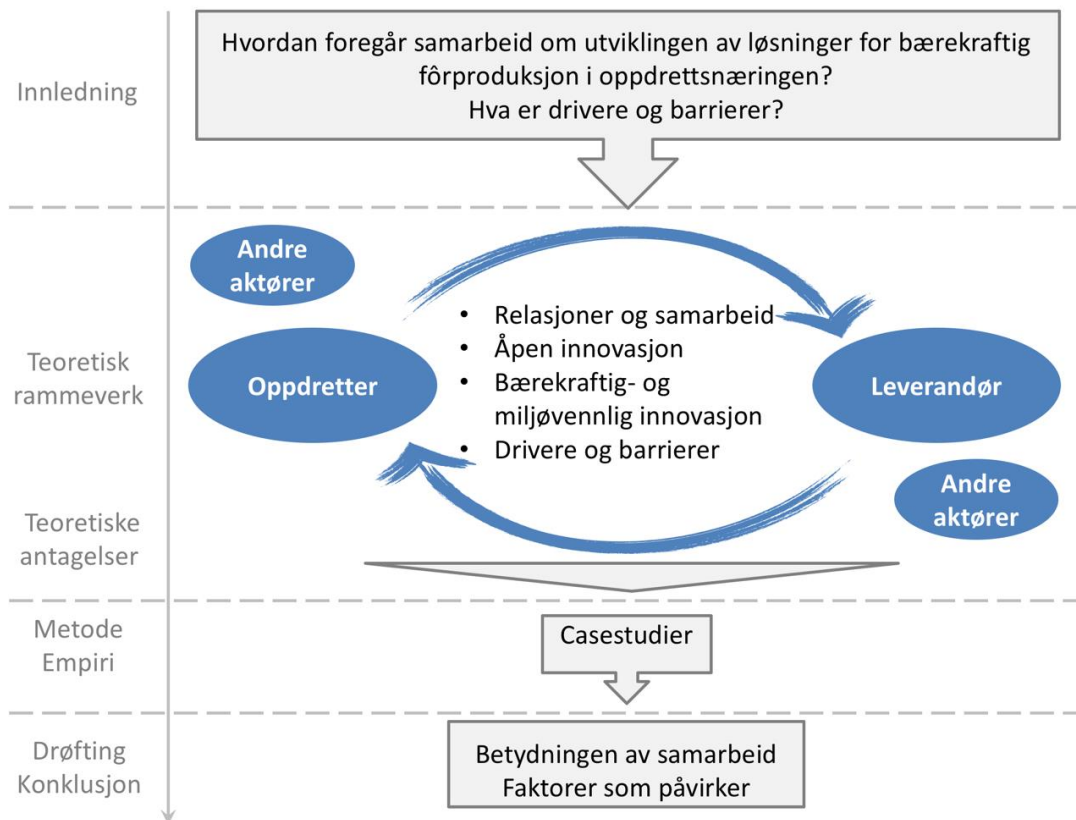 Innledning
Hvordan foregår samarbeid om utviklingen av løsninger for bærekraftig
fôrproduksjon i oppdrettsnæringen?
Hva er drivere og barrierer?
Teoretisk
rammeverk
Andre
aktører
Oppdretter
• Relasjoner og samarbeid
• Åpen innovasjon
• Bærekraftig- og
miljøvennlig innovasjon
• Drivere og barrierer
Leverandør
Andre
aktører
Teoretiske
antagelser
Metode
Empiri
Casestudier
Drøfting
Konklusjon
Betydningen av samarbeid
Faktorer som påvirker